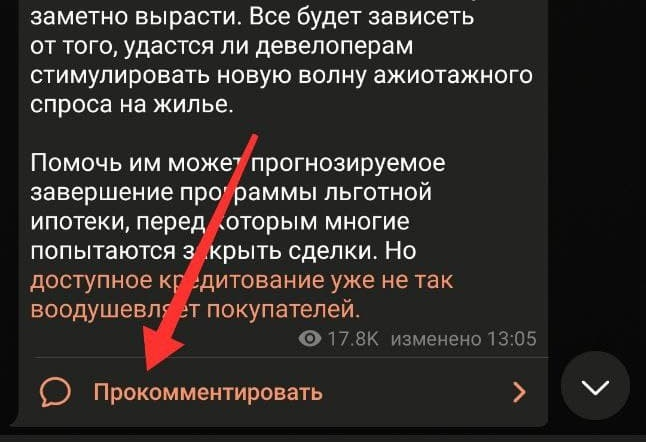 заметно вырасти. Все будет зависеть
от того, удастся ли девелоперам
стимулировать новую волну ажиотажного
спроса на жилье.
Помочь им может прогнозируемое
завершение программы льготной
ипотеки, перед которым многие
попытаются закрыть сделки. Но
доступное кредитование уже не так
воодушевляет покупателей.
17.8K изменено 13:05
Прокомментировать